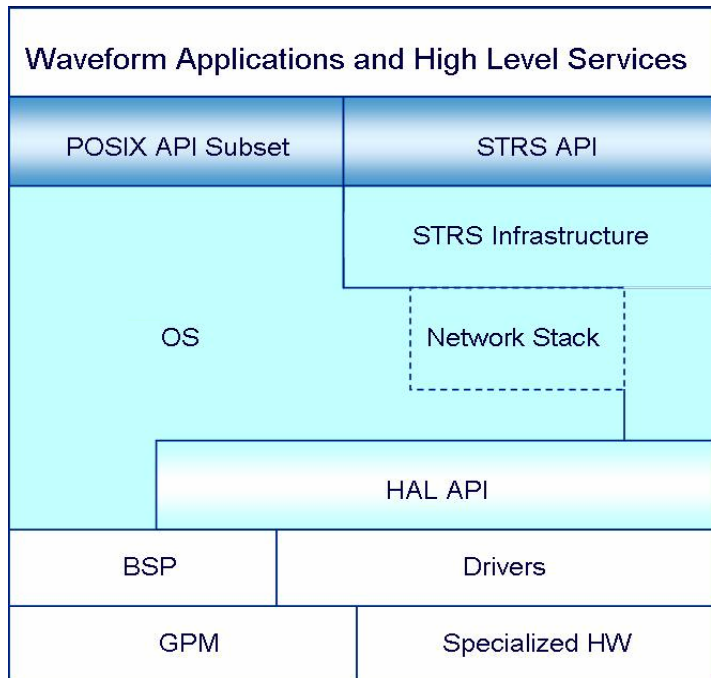 Waveform Applications and High Level Services
POSIX API Subset
STRS API
STRS Infrastructure
OS
Network Stack
HAL API
BSP
Drivers
GPM
Specialized HW